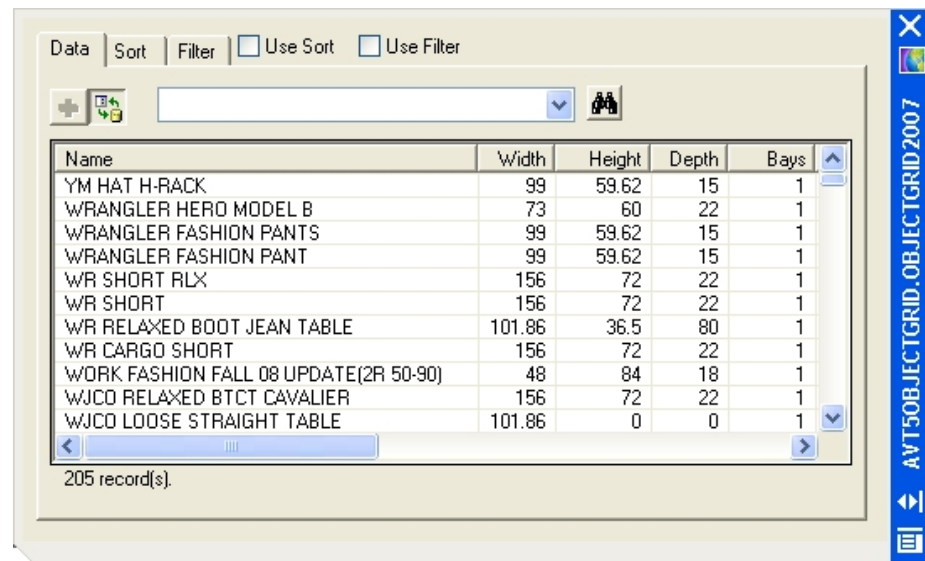 Data Sort Filter Use Sort Use Filter
Name Width Height Depth Bays
YM HAT H-RACK 99 59.62 15 1
WRANGLER HERO MODEL B 73 60 22 1
WRANGLER FASHION PANTS 99 59.62 15 1
WRANGLER FASHION PANT 99 59.62 15 1
WR SHORT RLX 156 72 22 1
WR SHORT 156 72 22 1
WR RELAXED BOOT JEAN TABLE 101.86 36.5 80 1
WR CARGO SHORT 156 72 22 1
WORK FASHION FALL 08 UPDATE(2R 50-90) 48 84 18 1
WJCO RELAXED BTCT CAVALIER 156 72 22 1
WJCO LOOSE STRAIGHT TABLE 101.86 0 0 1
205 record(s).
AVT5OBJECTGRID.OBJECTGRID2007